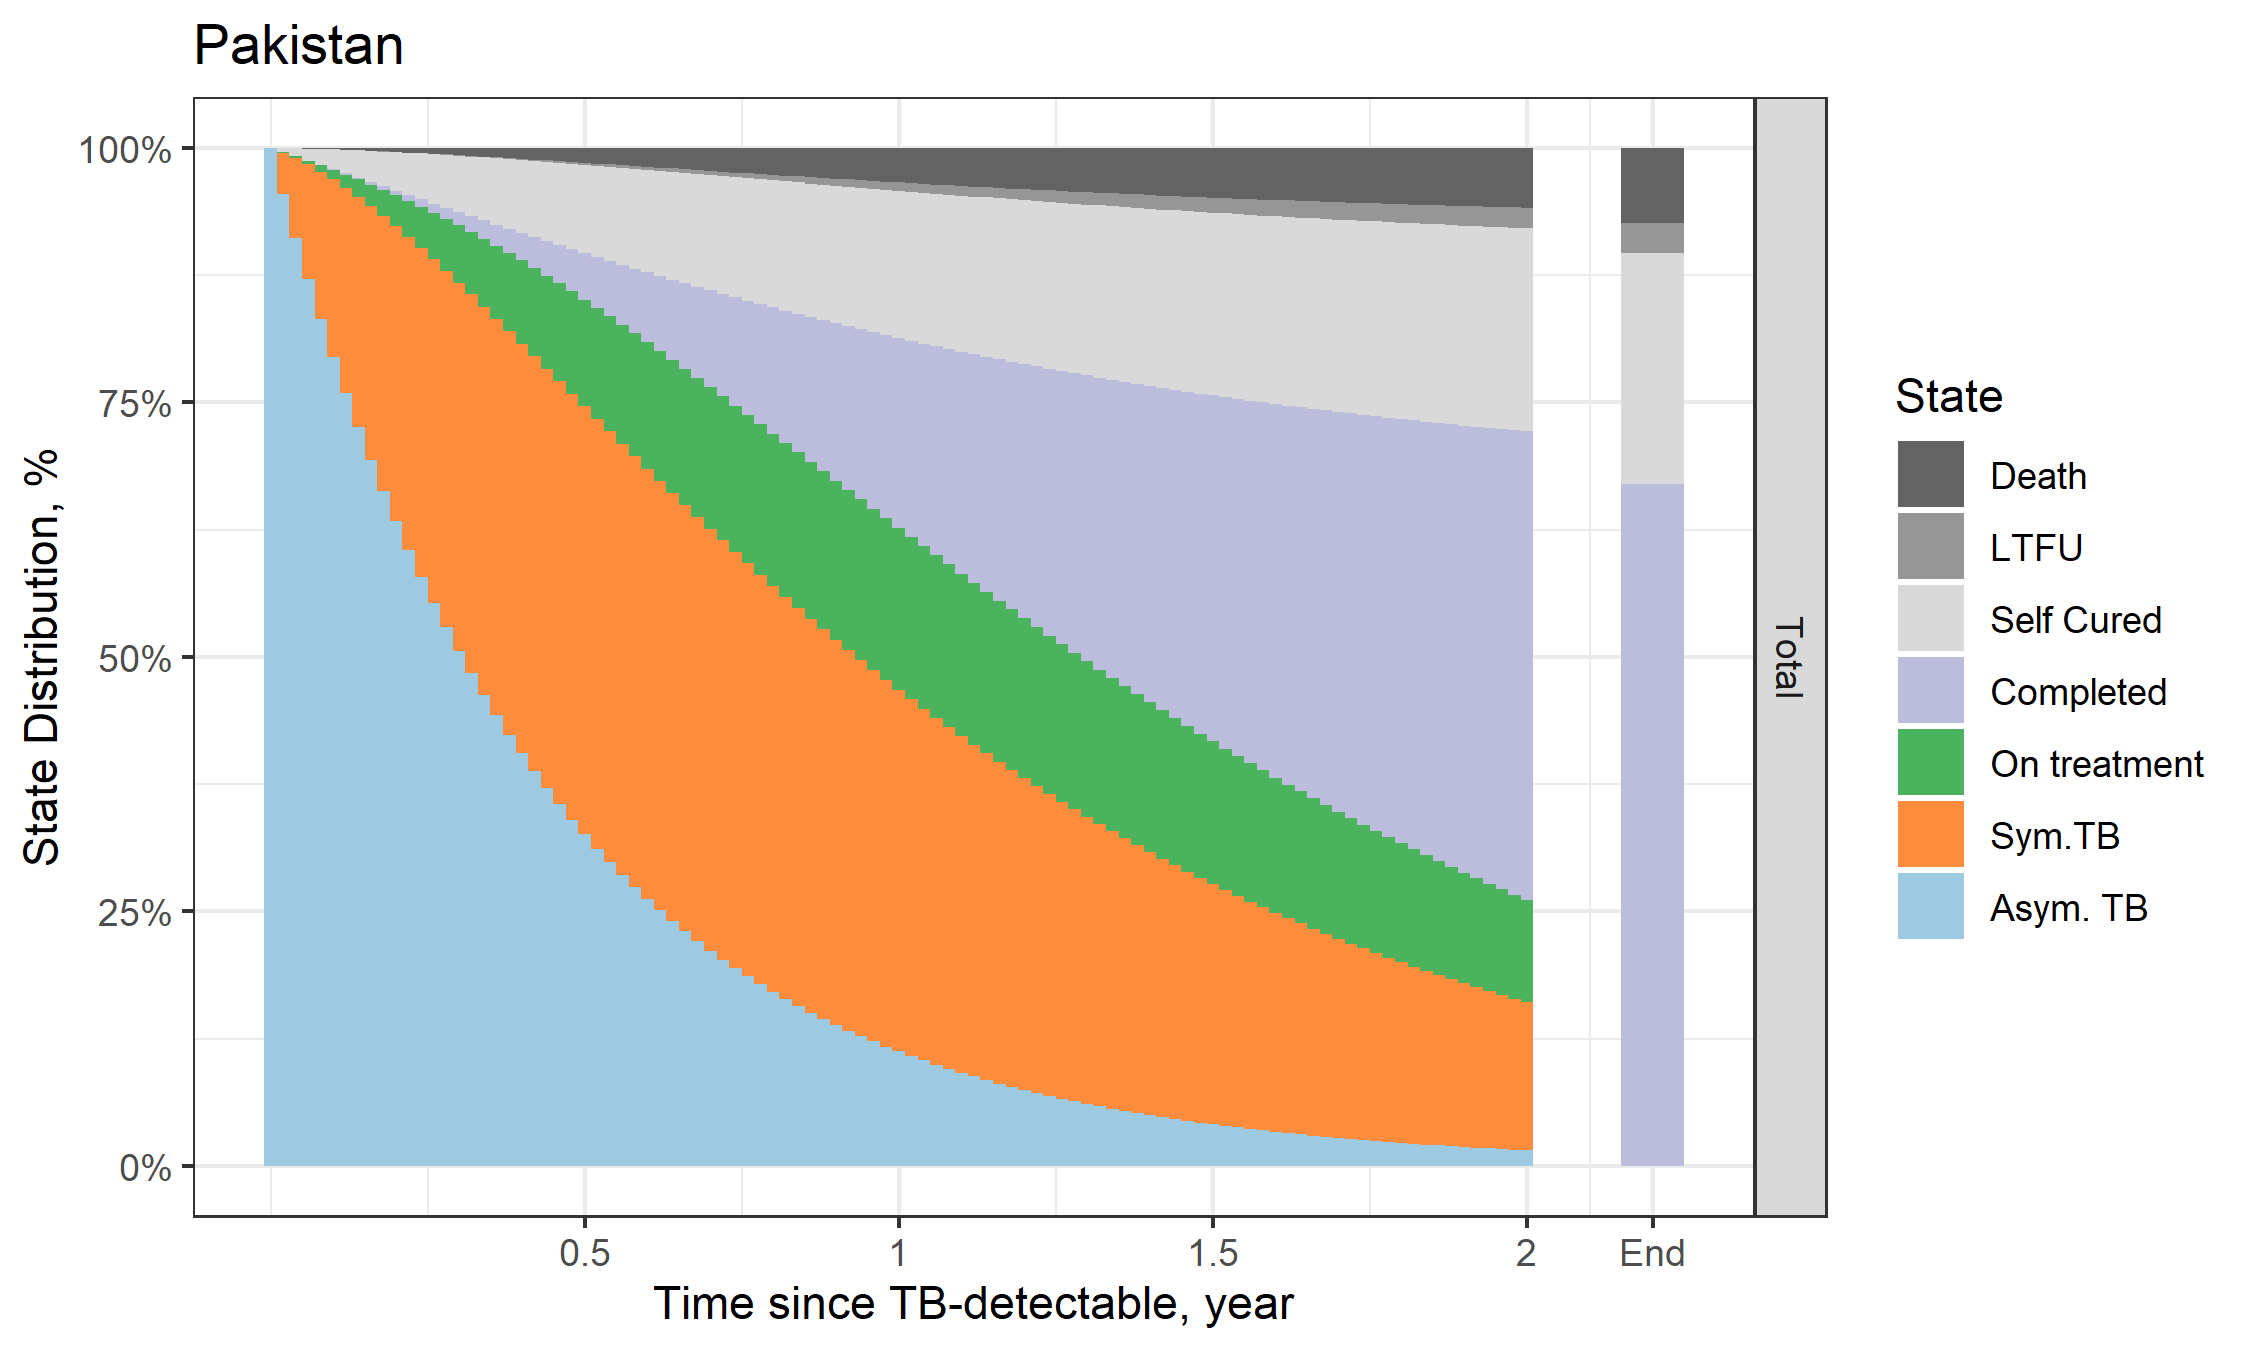 Pakistan
State Distribution, %
100%
75%
50%
25%
0%
0.5
1
1.5
2
End
Time since TB-detectable, year
Total
State
Death
LTFU
Self Cured
Completed
On treatment
Sym.TB
Asym. TB